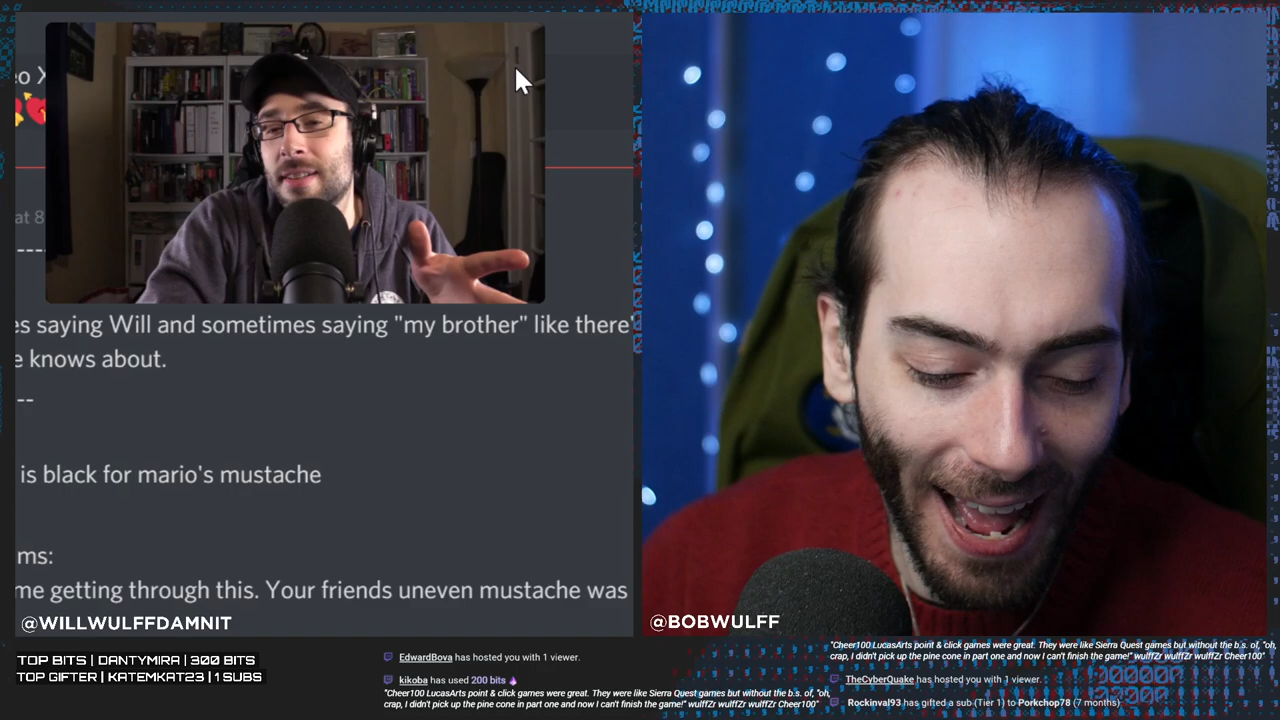 eo X
at 8
----
es saying Will and sometimes saying "my brother" like there'
e knows about.
--
is black for mario's mustache
ms:
me getting through this. Your friends uneven mustache was
@WILLWULFFDAMNIT
@BOBWULFF
TOP BITS | DANTYMIRA | 300 BITS
TOP GIFTER | KATEMKAT23 | 1 SUBS
EdwardBova has hosted you with 1 viewer.
kikoba has used 200 bits
"Cheer100 LucasArts point & click games were great. They were like Sierra Quest games but without the b.s. of, "oh,
crap, I didn't pick up the pine cone in part one and now I can't finish the game!" wulffZr wulffZr Cheer100"
"Cheer100 LucasArts point & click games were great. They were like Sierra Quest games but without the b.s. of, "oh,
crap, I didn't pick up the pine cone in part one and now I can't finish the game!" wulffZr wulffZr Cheer100"
TheCyberQuake has hosted you with 1 viewer.
Rockinval93 has gifted a sub (Tier 1) to Porkchop78 (7 months)